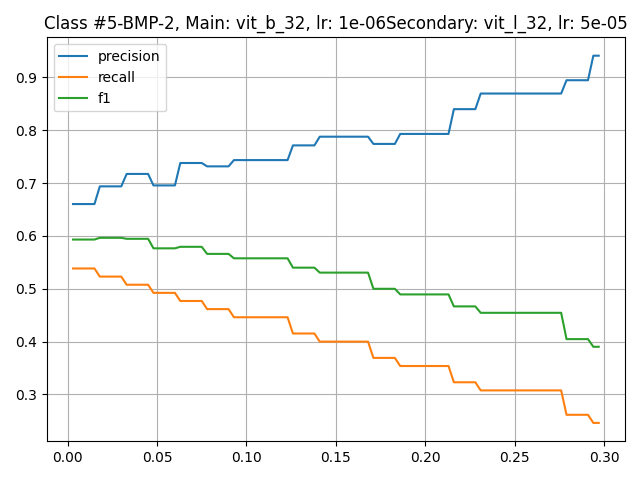 Class #5-BMP-2, Main: vit_b_32, lr: 1e-06Secondary: vit_l_32, lr: 5e-05
precision
recall
f1
0.9
0.8
0.7
0.6
0.5
0.4
0.3
0.00 0.05 0.10 0.15 0.20 0.25 0.30